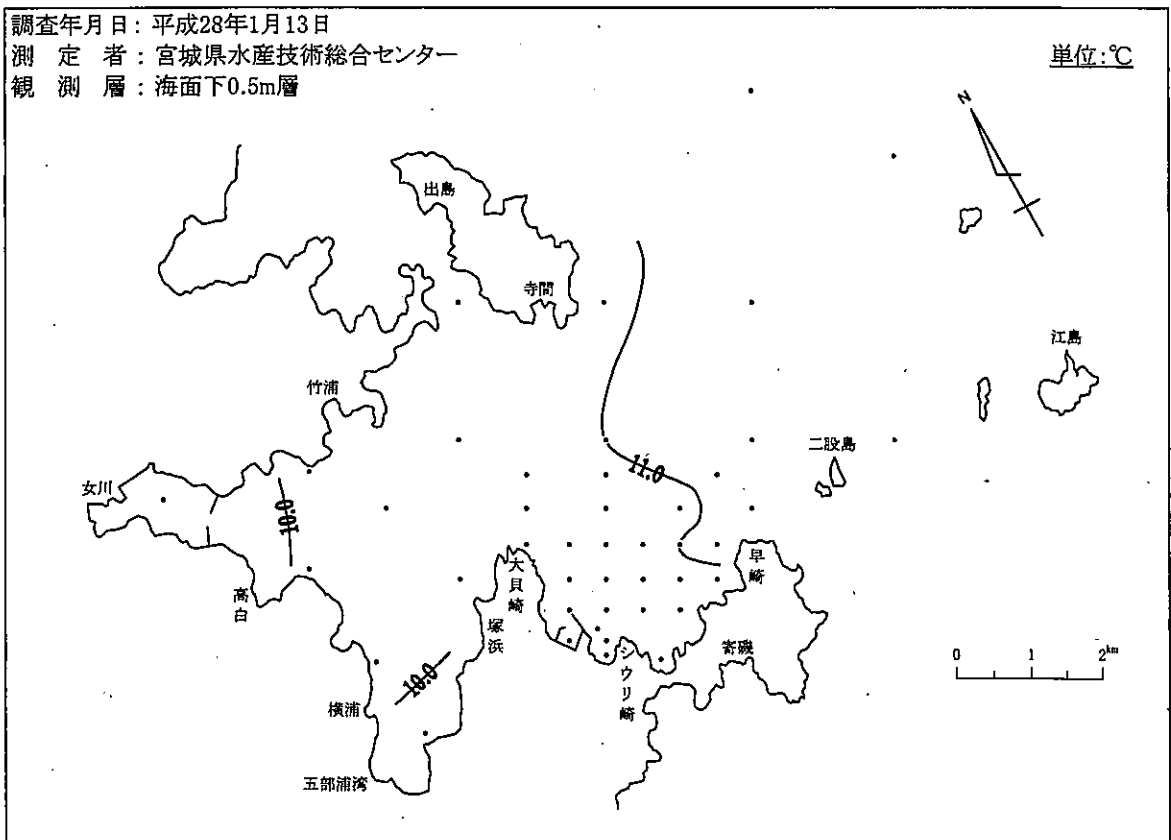 調査年月日：平成28年1月13日
測定者：宮城県水産技術総合センター
観測層：海面下0.5m層
単位：℃
N
出島
寺間
江島
竹浦
二股島
11.0
女川
10.0
大貝崎
早崎
高白
塚浜
寄磯
シウリ崎
0 1 2km
10.0
横浦
五部浦湾